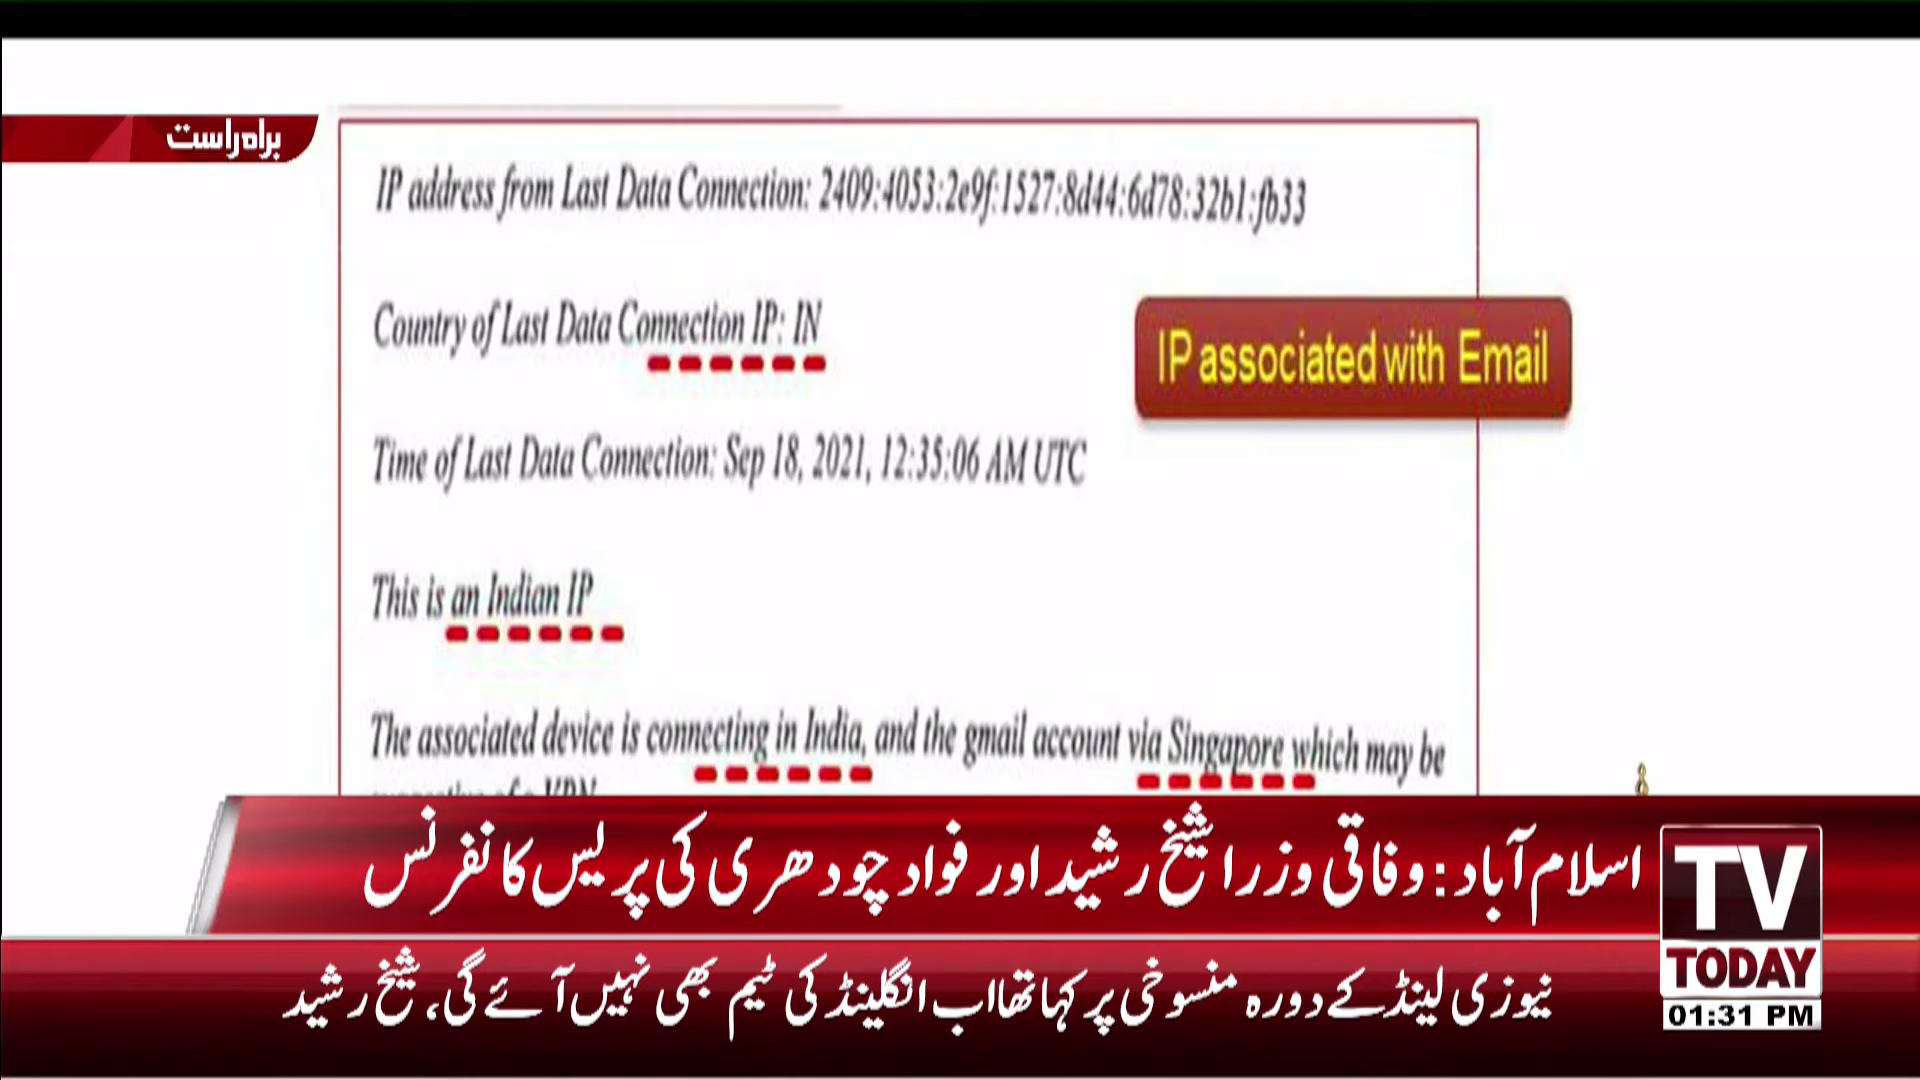 براہ راست
IP address from Last Data Connection: 2409:4053:2e9f:1527:8d44:6d78:32b1:fb33
Country of Last Data Connection IP: IN
IP associated with Email
Time of Last Data Connection: Sep 18, 2021, 12:35:06 AM UTC
This is an Indian IP
The associated device is connecting in India, and the gmail account via Singapore which may be
اسلام آباد: وفاقی وزرا شیخ رشید اور فواد چودھری کی پریس کانفرنس
نیوزی لینڈ کے دورہ منسوخی پر کہا تھا اب انگلینڈ کی ٹیم بھی نہیں آئے گی، شیخ رشید
TV
TODAY
01:31 PM